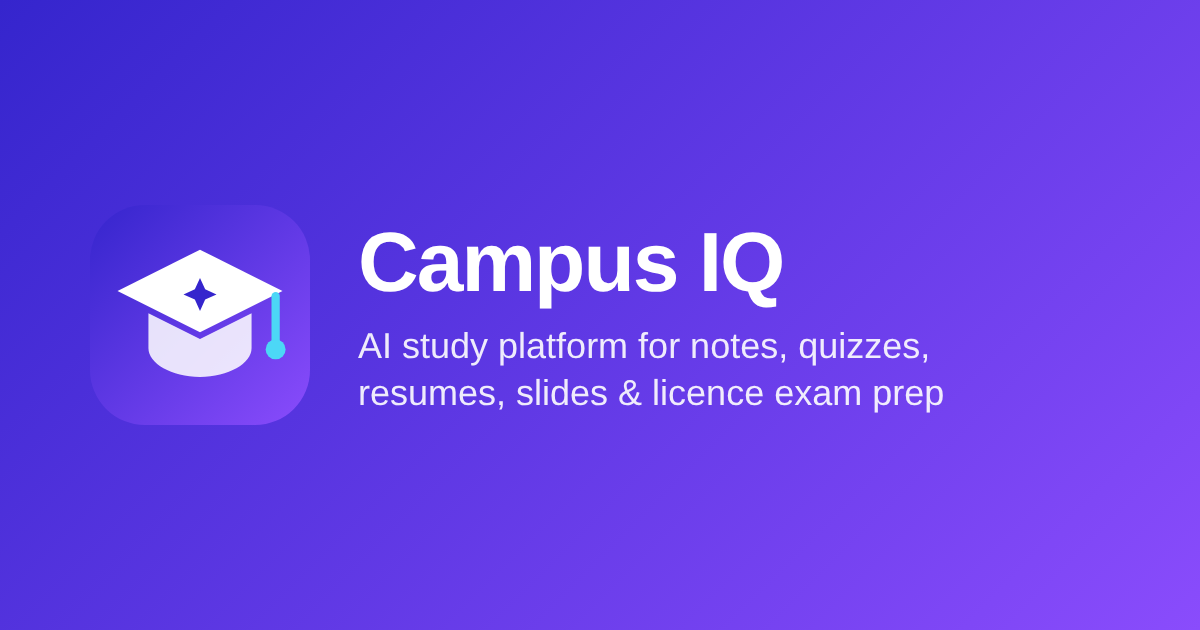 Campus IQ
AI study platform for notes, quizzes,
resumes, slides & licence exam prep